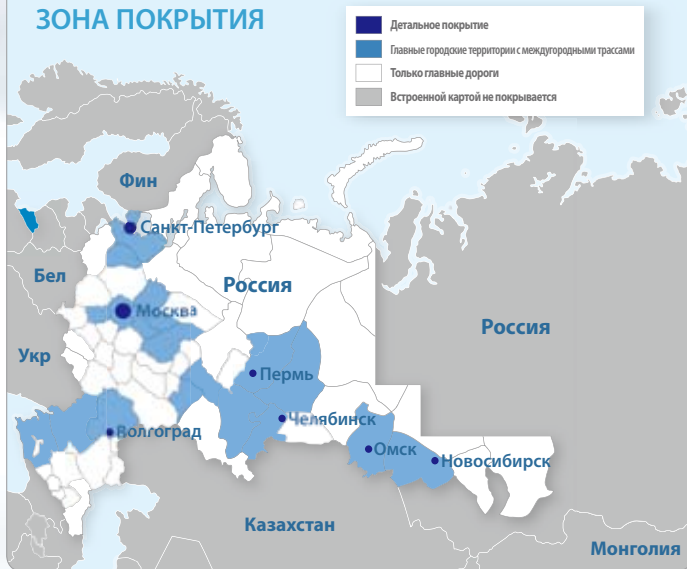 ЗОНА ПОКРЫТИЯ
Детальное покрытие
Главные городские территории с междугородными трассами
Только главные дороги
Встроенной картой не покрывается
Фин
Санкт-Петербург
Бел
Россия
Москва
Россия
Укр
Пермь
Челябинск
Волгоград
Омск
Новосибирск
Казахстан
Монголия